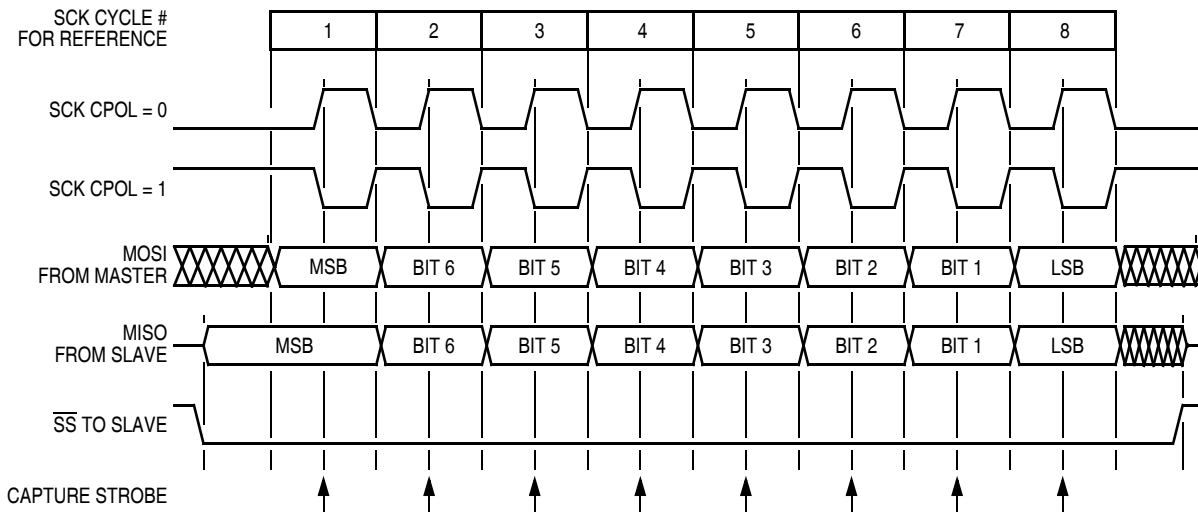 SCK CYCLE #
FOR REFERENCE
1 2 3 4 5 6 7 8
SCK CPOL = 0
SCK CPOL = 1
MOSI
FROM MASTER
MSB BIT 6 BIT 5 BIT 4 BIT 3 BIT 2 BIT 1 LSB
MISO
FROM SLAVE
MSB BIT 6 BIT 5 BIT 4 BIT 3 BIT 2 BIT 1 LSB
S̅S̅ TO SLAVE
CAPTURE STROBE